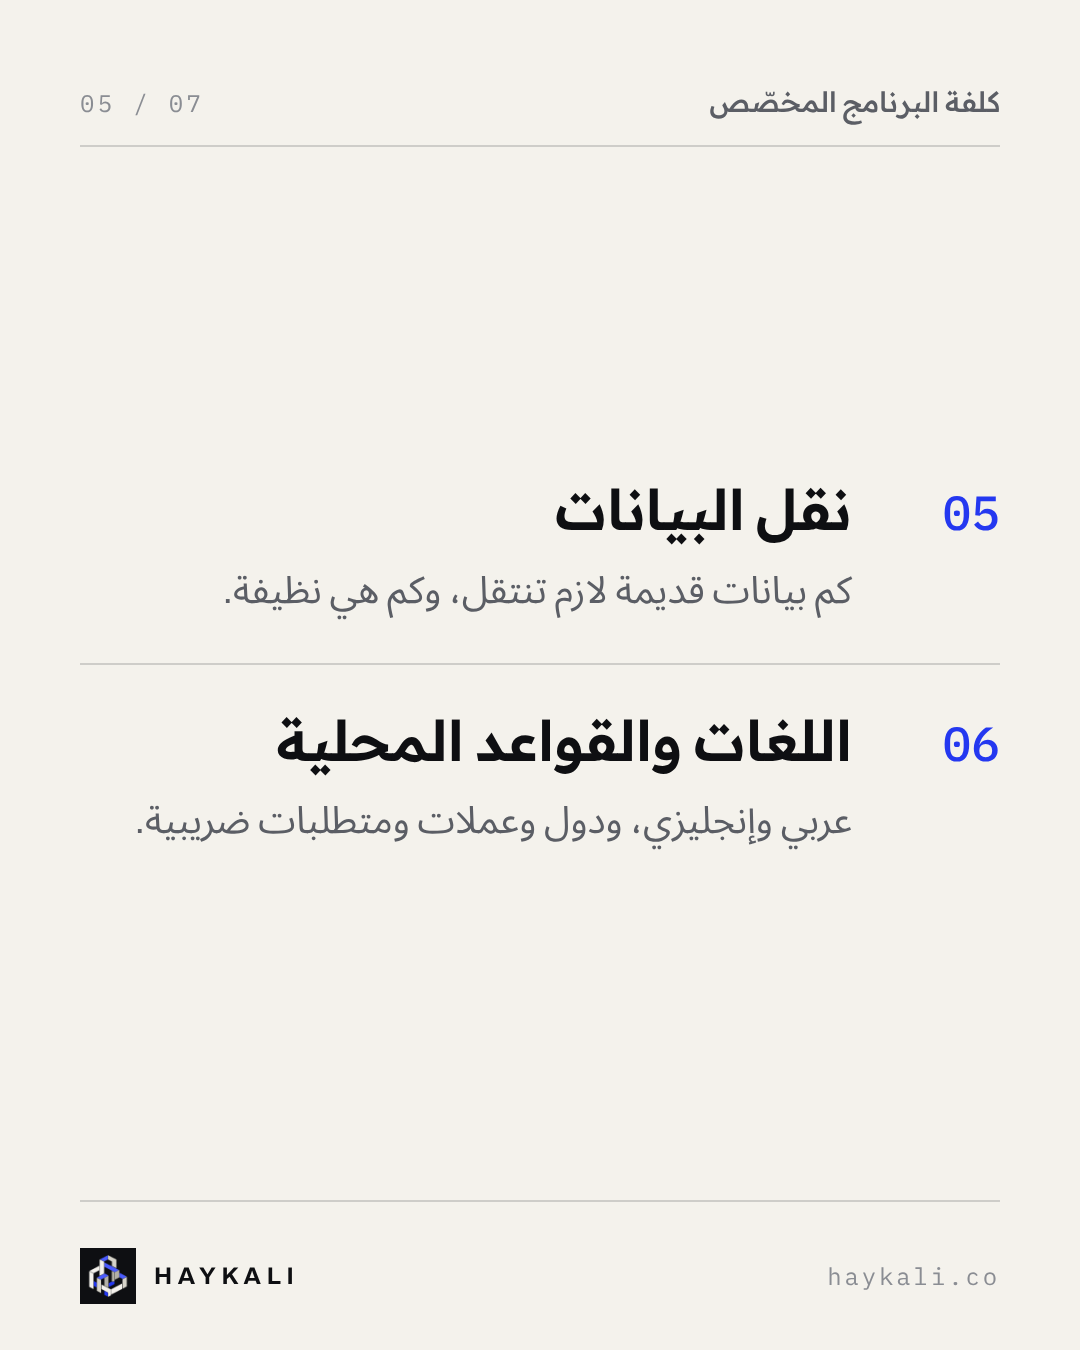 كلفة البرنامج المخصّص
05 / 07
05
نقل البيانات
كم بيانات قديمة لازم تنتقل، وكم هي نظيفة.
06
اللغات والقواعد المحلية
عربي وإنجليزي، ودول وعملات ومتطلبات ضريبية.
HAYKALI
haykali.co